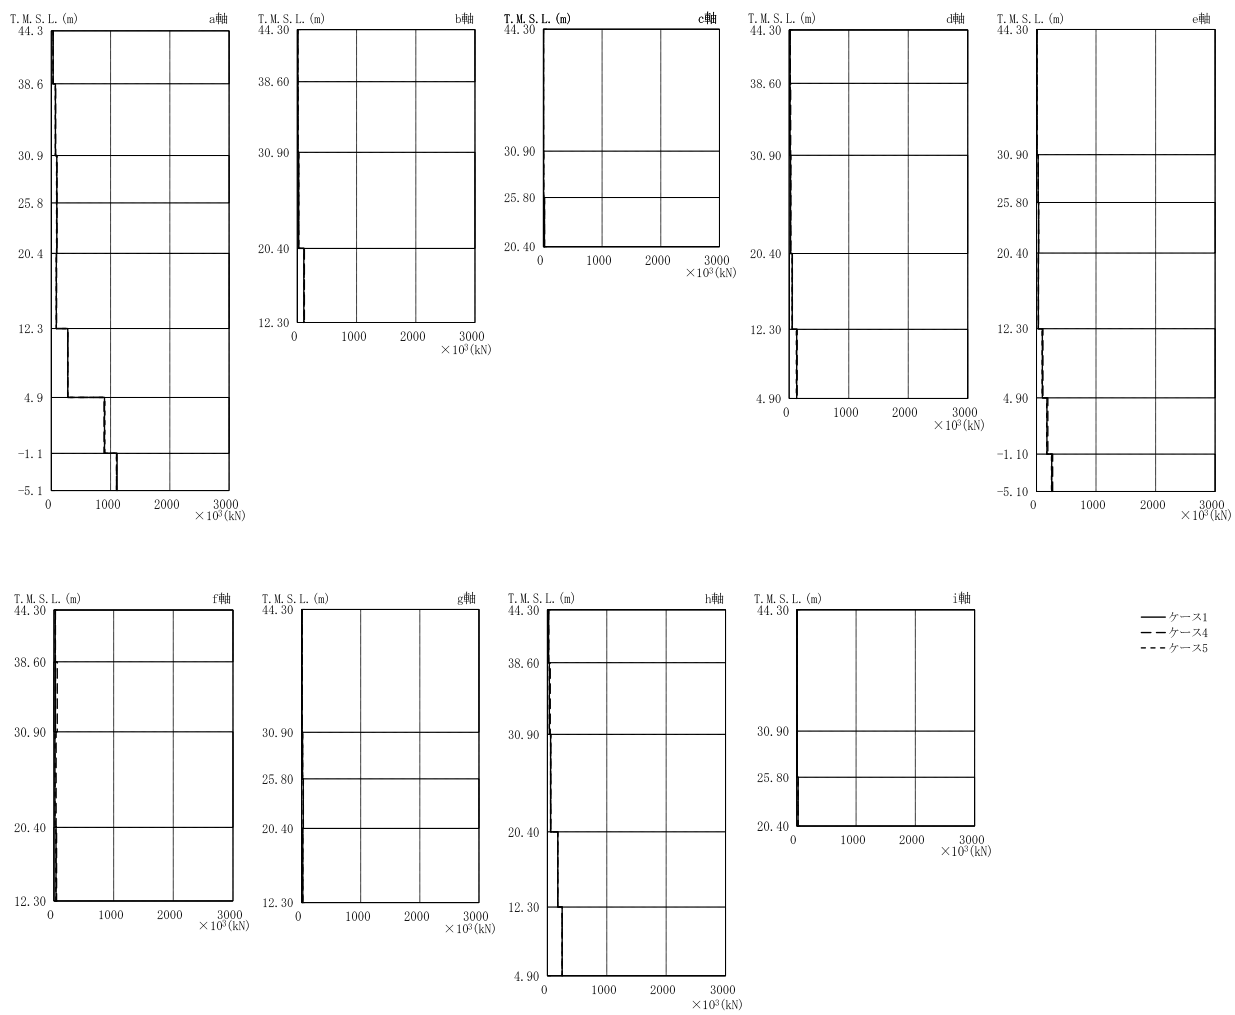 T.M.S.L.(m) a軸
44.3
38.6
30.9
25.8
20.4
12.3
4.9
-1.1
-5.1
0 1000 2000 3000
×10³(kN)
T.M.S.L.(m) b軸
44.30
38.60
30.90
20.40
12.30
0 1000 2000 3000
×10³(kN)
T.M.S.L.(m) c軸
44.30
30.90
25.80
20.40
0 1000 2000 3000
×10³(kN)
T.M.S.L.(m) d軸
44.30
38.60
30.90
20.40
12.30
4.90
0 1000 2000 3000
×10³(kN)
T.M.S.L.(m) e軸
44.30
30.90
25.80
20.40
12.30
4.90
-1.10
-5.10
0 1000 2000 3000
×10³(kN)
T.M.S.L.(m) f軸
44.30
38.60
30.90
20.40
12.30
0 1000 2000 3000
×10³(kN)
T.M.S.L.(m) g軸
44.30
30.90
25.80
20.40
12.30
0 1000 2000 3000
×10³(kN)
T.M.S.L.(m) h軸
44.30
38.60
30.90
20.40
12.30
4.90
0 1000 2000 3000
×10³(kN)
T.M.S.L.(m) i軸
44.30
30.90
25.80
20.40
0 1000 2000 3000
×10³(kN)
ケース1
ケース4
ケース5